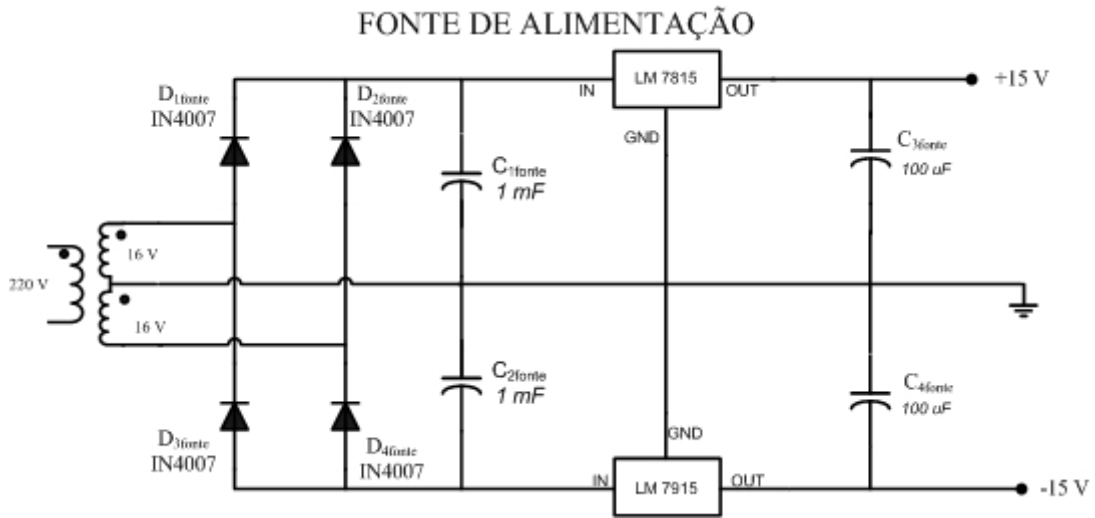 FONTE DE ALIMENTAÇÃO
LM 7815
IN
OUT
GND
+15 V
D1fonte
IN4007
D2fonte
IN4007
C1fonte
1 mF
C3fonte
100 uF
220 V
16 V
16 V
C2fonte
1 mF
C4fonte
100 uF
D3fonte
IN4007
D4fonte
IN4007
GND
IN
LM 7915
OUT
-15 V